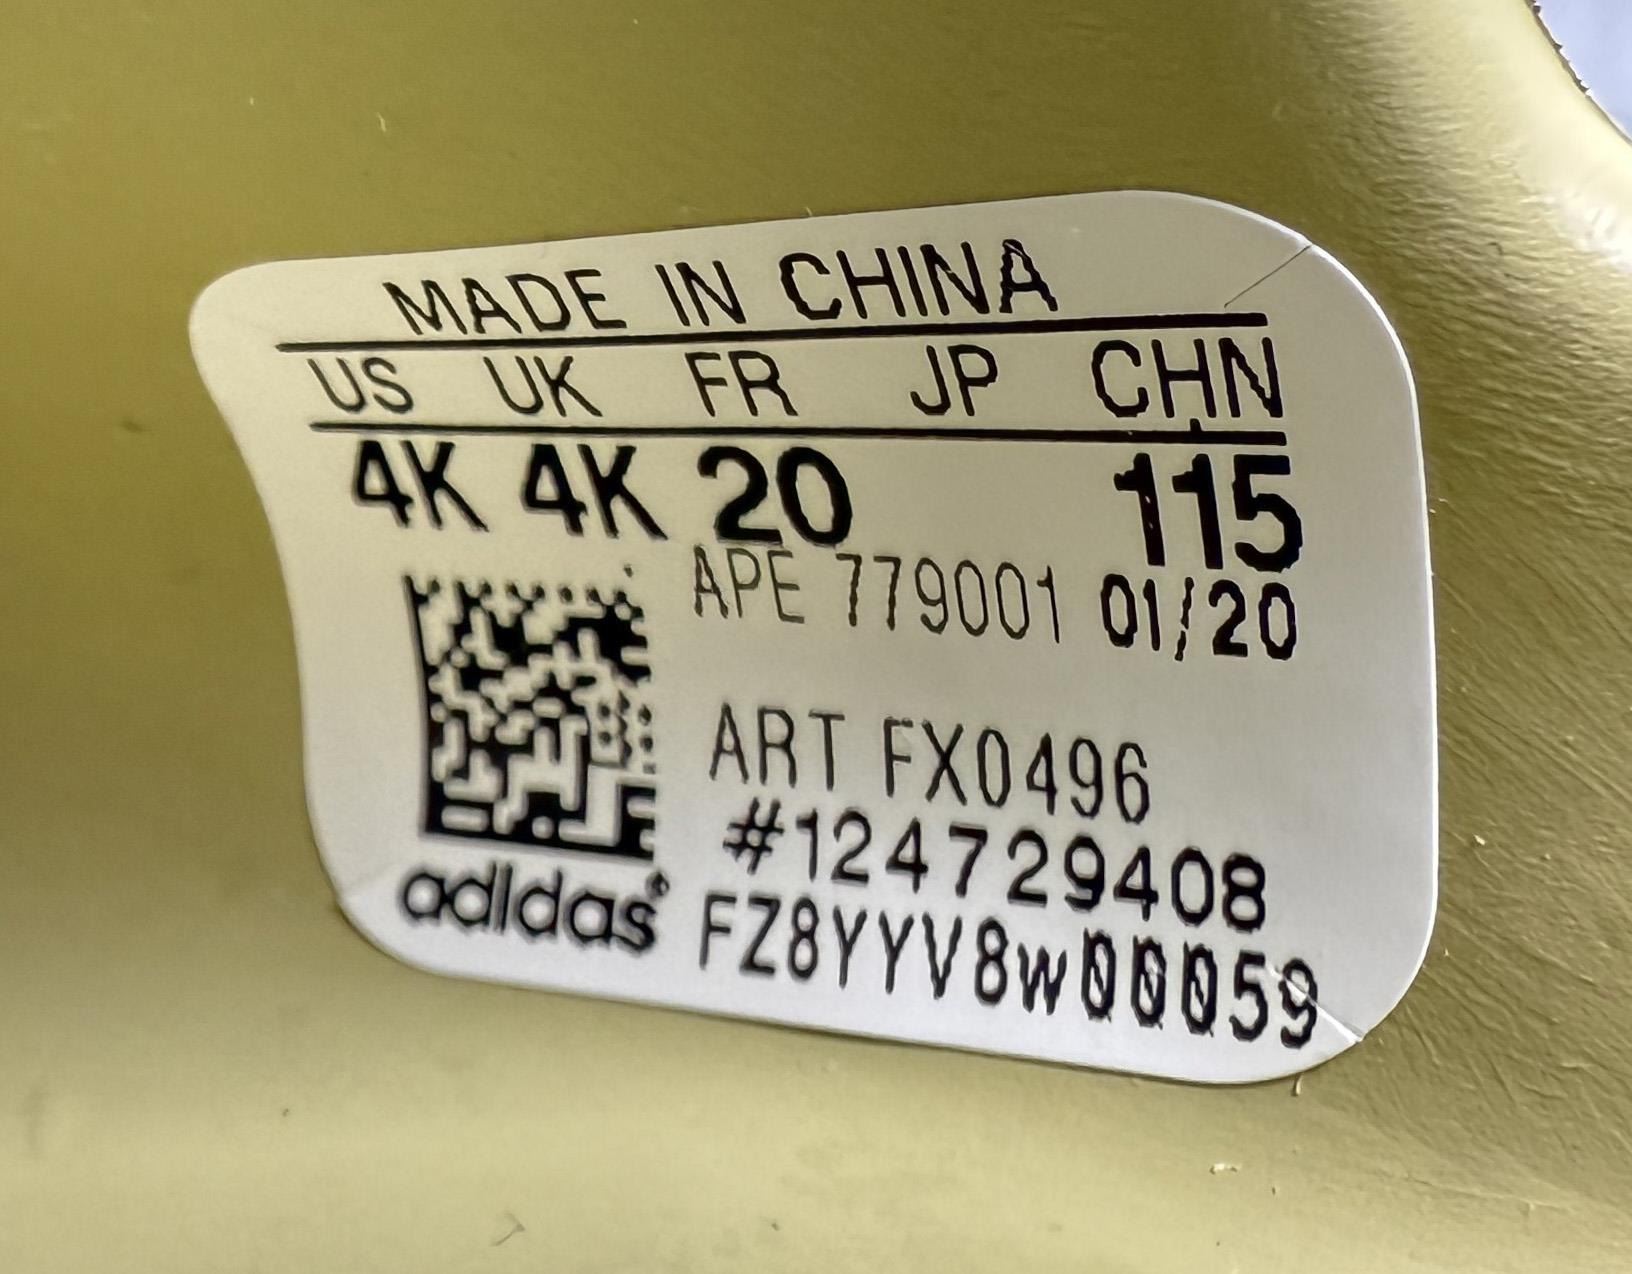 MADE IN CHINA
US UK FR JP CHN
4K 4K 20 115
APE 779001 01/20
ART FX0496
#124729408
adidas
FZ8YYV8w00059